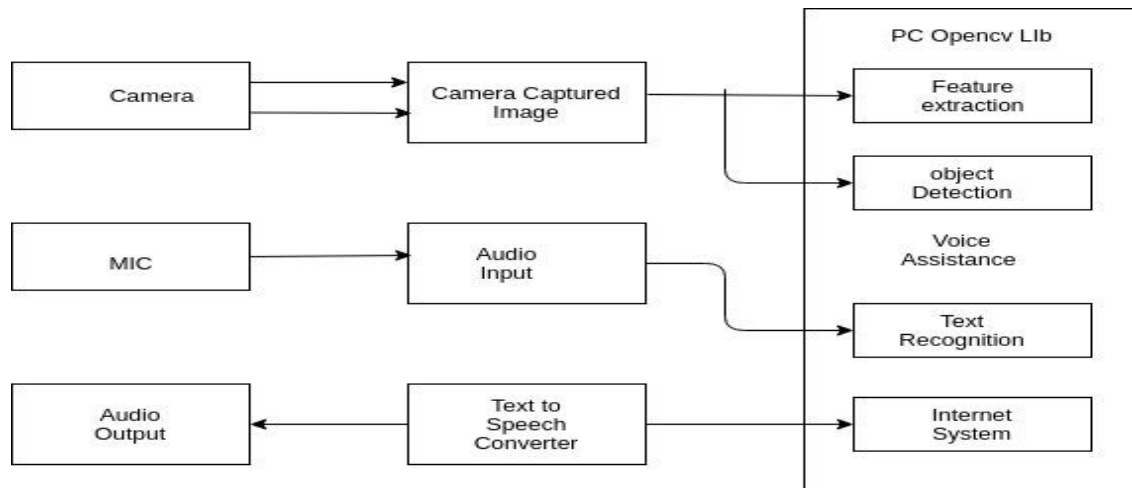 PC Opencv LIb
Camera
Camera Captured
Image
Feature
extraction
object
Detection
MIC
Audio
Input
Voice
Assistance
Text
Recognition
Audio
Output
Text to
Speech
Converter
Internet
System